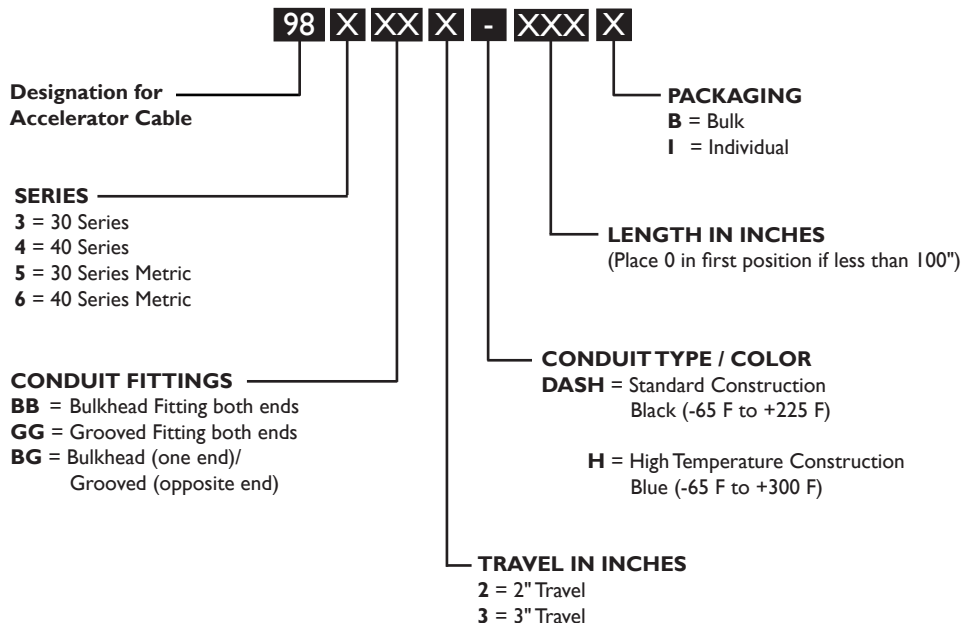 98 X XX X - XXX X
Designation for
Accelerator Cable
PACKAGING
B = Bulk
I = Individual
SERIES
3 = 30 Series
4 = 40 Series
5 = 30 Series Metric
6 = 40 Series Metric
LENGTH IN INCHES
(Place 0 in first position if less than 100")
CONDUIT FITTINGS
BB = Bulkhead Fitting both ends
GG = Grooved Fitting both ends
BG = Bulkhead (one end)/
Grooved (opposite end)
CONDUIT TYPE / COLOR
DASH = Standard Construction
Black (-65 F to +225 F)
H = High Temperature Construction
Blue (-65 F to +300 F)
TRAVEL IN INCHES
2 = 2" Travel
3 = 3" Travel